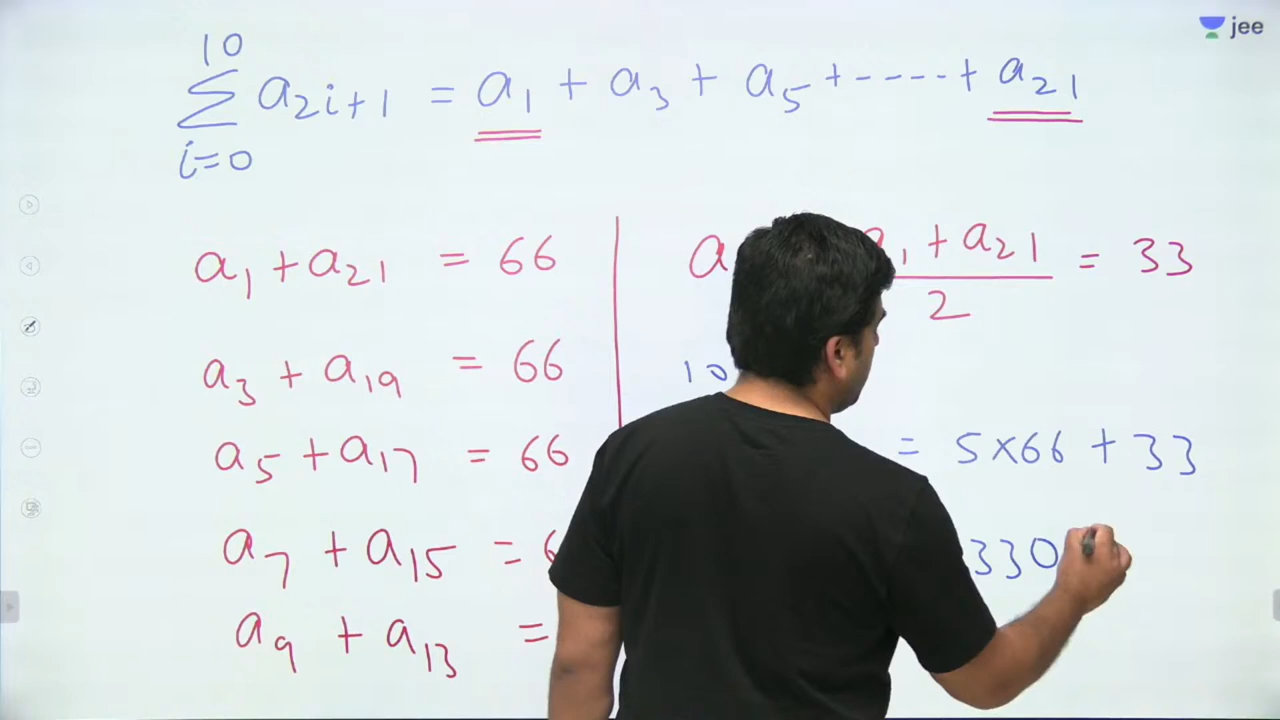 jee
10
∑ a₂ᵢ₊₁ = a₁ + a₃ + a₅ + ---- + a₂₁
i=0
a₁ + a₂₁ = 66
a₃ + a₁₉ = 66
a₅ + a₁₇ = 66
a₇ + a₁₅ =
a₉ + a₁₃ =
a₁ + a₂₁ = 33
2
10
= 5×66 + 33
330